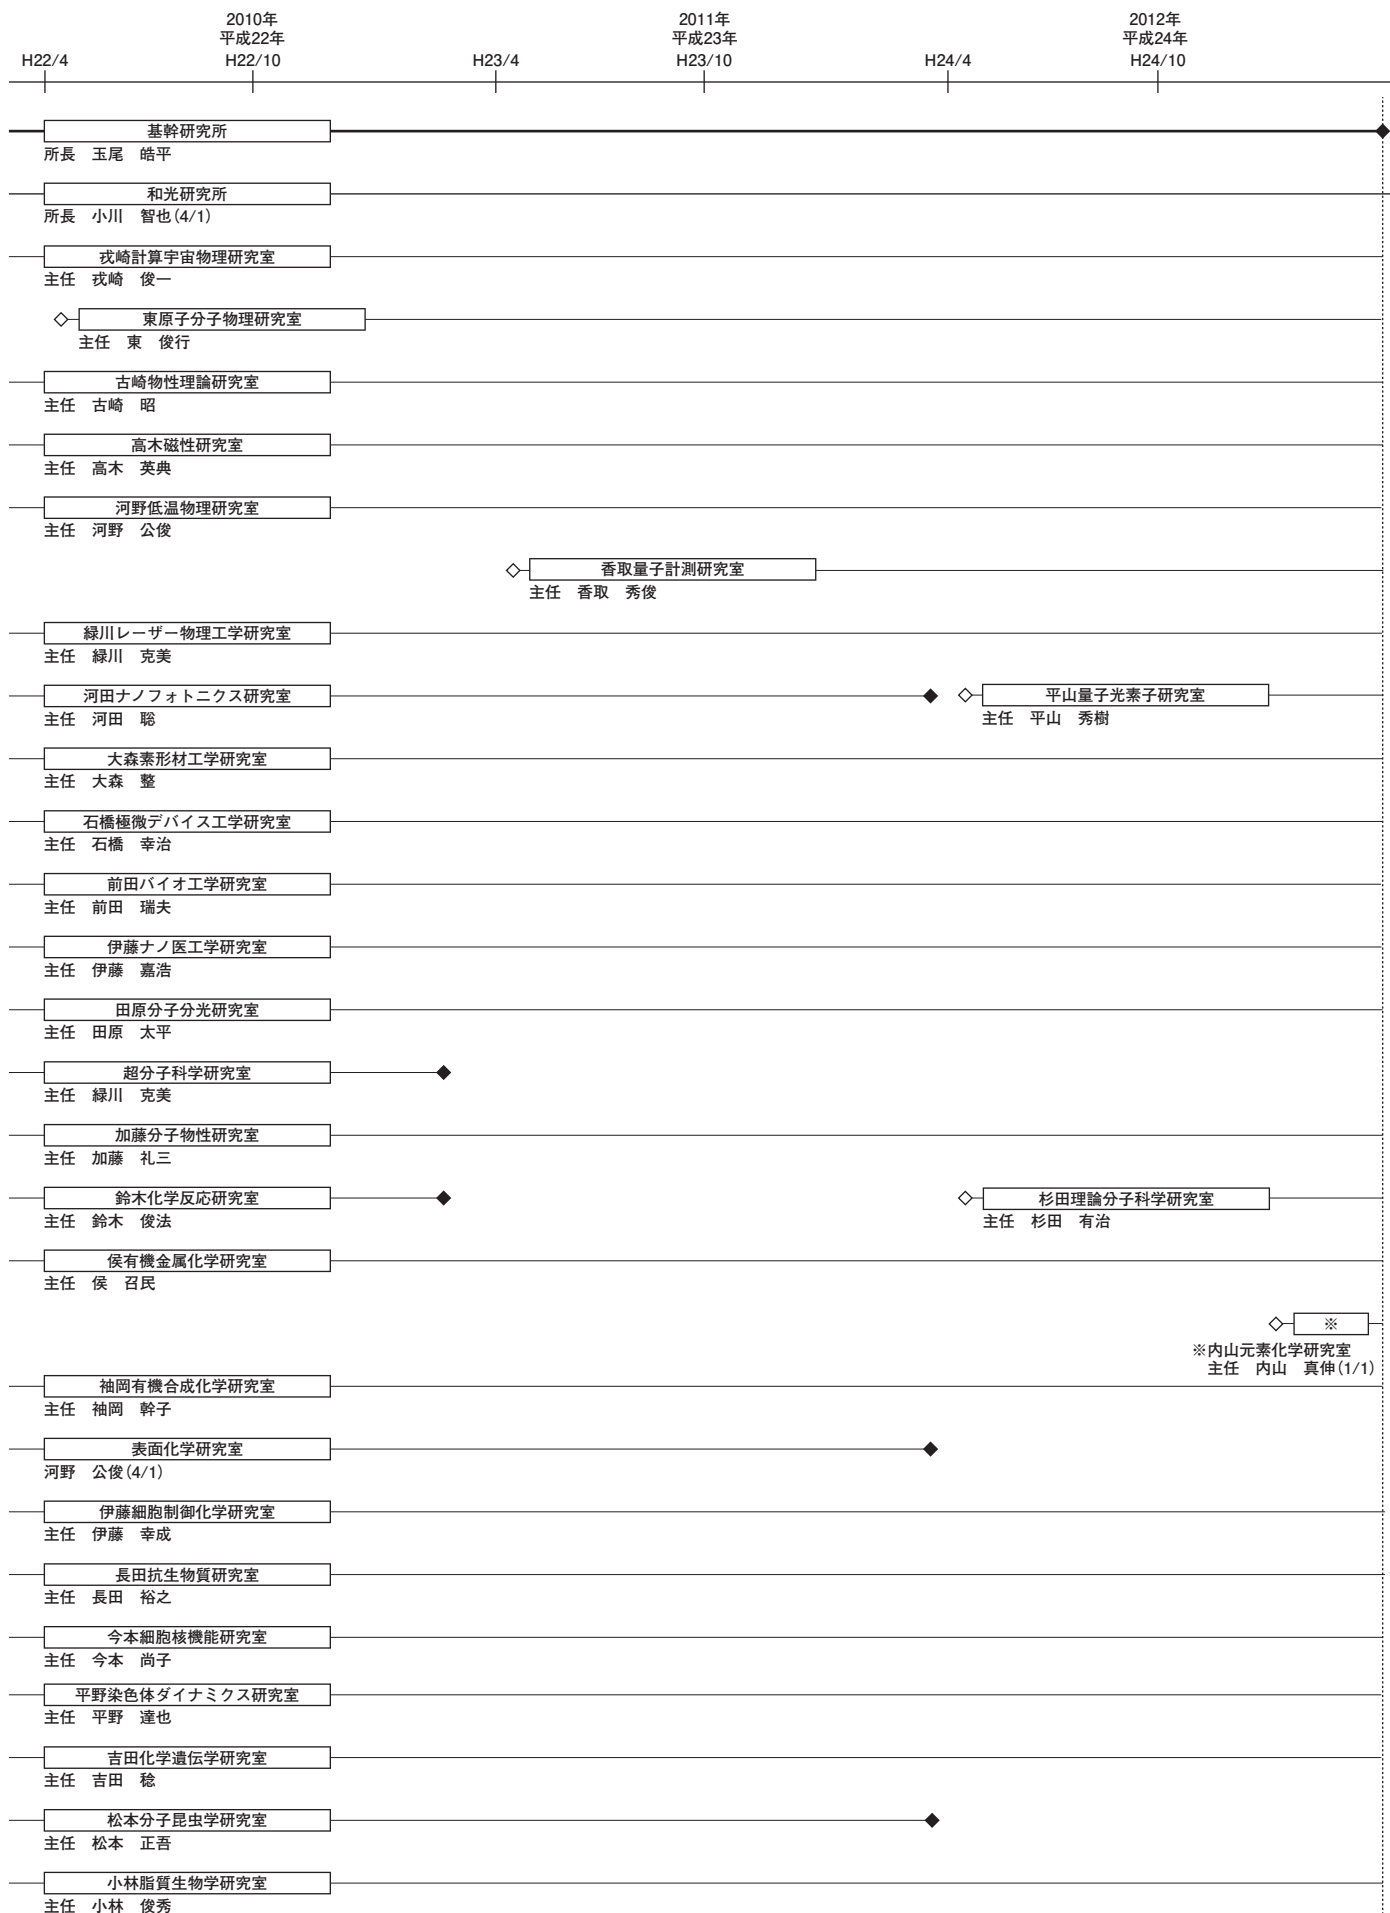 2010年
平成22年
2011年
平成23年
2012年
平成24年
H22/4
H22/10
H23/4
H23/10
H24/4
H24/10
基幹研究所
所長 玉尾 皓平
和光研究所
所長 小川 智也(4/1)
戎崎計算宇宙物理研究室
主任 戎崎 俊一
東原子分子物理研究室
主任 東 俊行
古崎物性理論研究室
主任 古崎 昭
高木磁性研究室
主任 高木 英典
河野低温物理研究室
主任 河野 公俊
香取量子計測研究室
主任 香取 秀俊
緑川レーザー物理工学研究室
主任 緑川 克美
河田ナノフォトニクス研究室
主任 河田 聡
平山量子光素子研究室
主任 平山 秀樹
大森素形材工学研究室
主任 大森 整
石橋極微デバイス工学研究室
主任 石橋 幸治
前田バイオ工学研究室
主任 前田 瑞夫
伊藤ナノ医工学研究室
主任 伊藤 嘉浩
田原分子分光研究室
主任 田原 太平
超分子科学研究室
主任 緑川 克美
加藤分子物性研究室
主任 加藤 礼三
鈴木化学反応研究室
主任 鈴木 俊法
杉田理論分子科学研究室
主任 杉田 有治
侯有機金属化学研究室
主任 侯 召民
※
※内山元素化学研究室
主任 内山 真伸(1/1)
袖岡有機合成化学研究室
主任 袖岡 幹子
表面化学研究室
河野 公俊(4/1)
伊藤細胞制御化学研究室
主任 伊藤 幸成
長田抗生物質研究室
主任 長田 裕之
今本細胞核機能研究室
主任 今本 尚子
平野染色体ダイナミクス研究室
主任 平野 達也
吉田化学遺伝学研究室
主任 吉田 稔
松本分子昆虫学研究室
主任 松本 正吾
小林脂質生物学研究室
主任 小林 俊秀